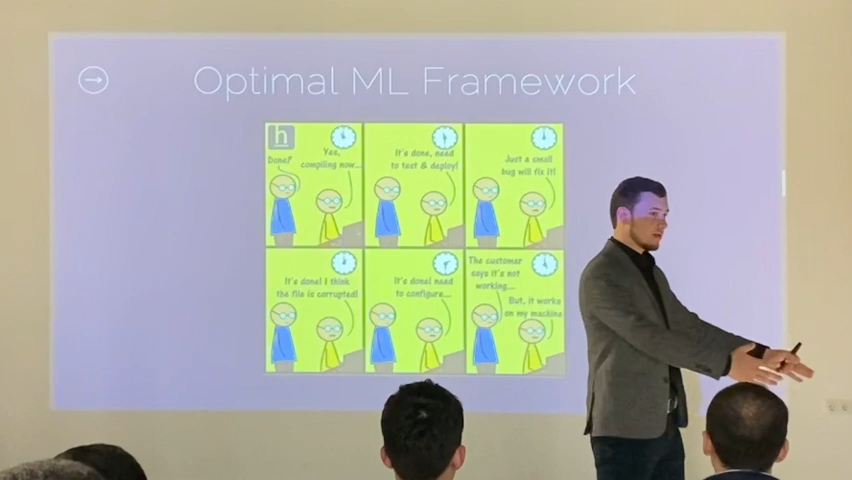 Optimal ML Framework
h
Done?
Yes,
compiling now...
It's done, need
to test & deploy!
Just a small
bug will fix it!
It's done! I think
the file is corrupted!
It's done! need
to configure...
The customer
says it's not
working...
But, it works
on my machine